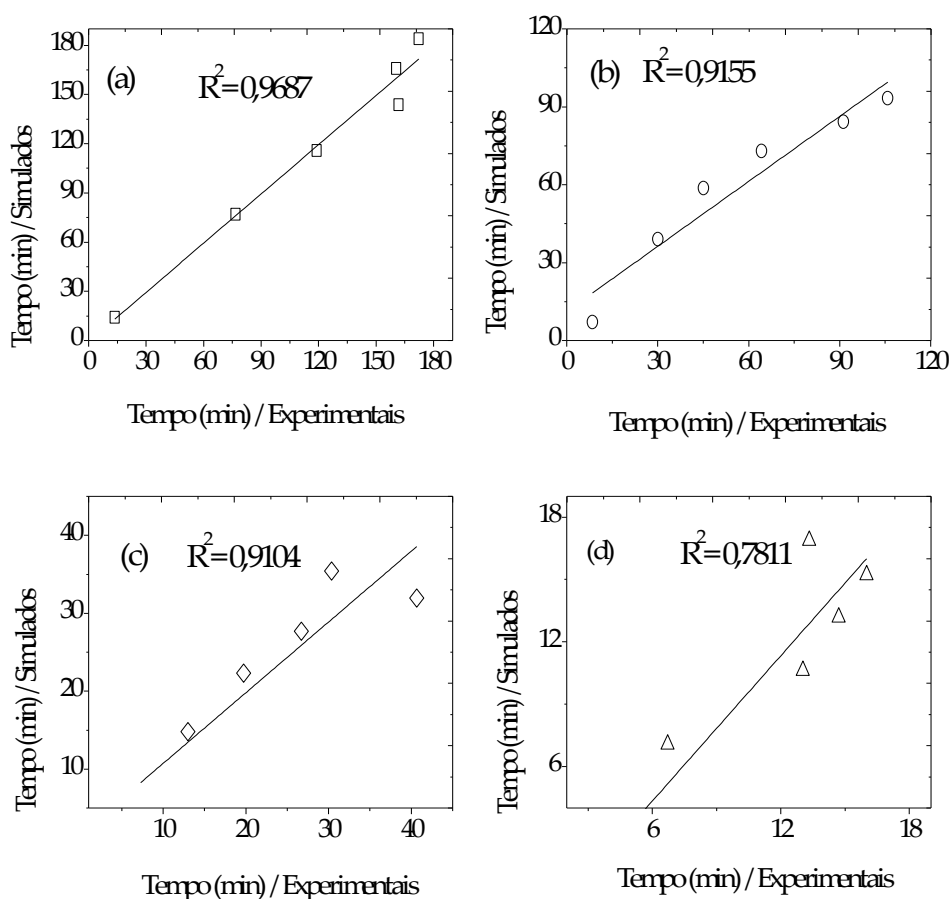 (a)
R²=0,9687
180
150
120
90
60
30
0
Tempo (min) / Simulados
0 30 60 90 120 150 180
Tempo (min) / Experimentais
(b)
R²=0,9155
120
90
60
30
0
Tempo (min) / Simulados
0 30 60 90 120
Tempo (min) / Experimentais
(c)
R²=0,9104
40
30
20
10
Tempo (min) / Simulados
10 20 30 40
Tempo (min) / Experimentais
(d)
R²=0,7811
18
12
6
Tempo (min) / Simulados
6 12 18
Tempo (min) / Experimentais